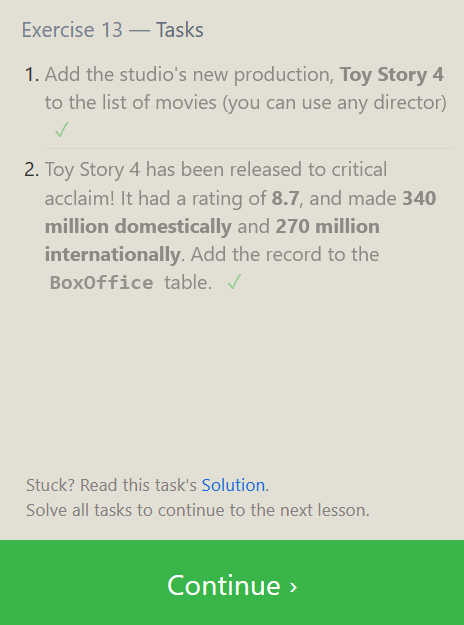 Exercise 13 — Tasks
1. Add the studio's new production, Toy Story 4
to the list of movies (you can use any director)
✓
2. Toy Story 4 has been released to critical
acclaim! It had a rating of 8.7, and made 340
million domestically and 270 million
internationally. Add the record to the
BoxOffice table. ✓
Stuck? Read this task's Solution.
Solve all tasks to continue to the next lesson.
Continue ›